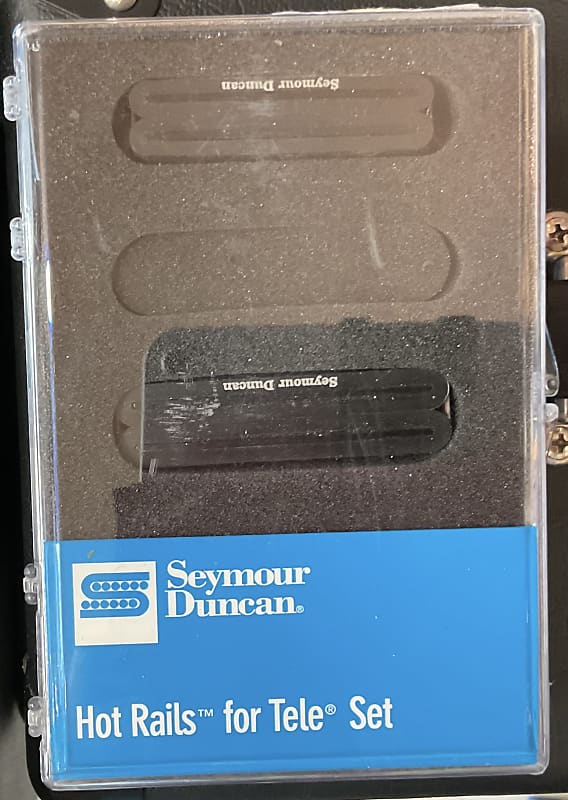 Seymour Duncan
Seymour Duncan
Seymour
Duncan®
Hot Rails™ for Tele® Set